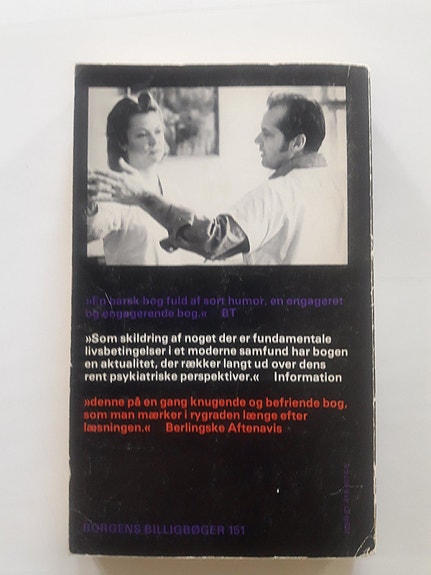 »En barsk bog fuld af sort humor, en engageret
og engagerende bog.« BT
»Som skildring af noget der er fundamentale
livsbetingelser i et moderne samfund har bogen
en aktualitet, der rækker langt ud over dens
rent psykiatriske perspektiver.« Information
»denne på en gang knugende og befriende bog,
som man mærker i rygraden længe efter
læsningen.« Berlingske Aftenavis
BORGENS BILLIGBØGER 151